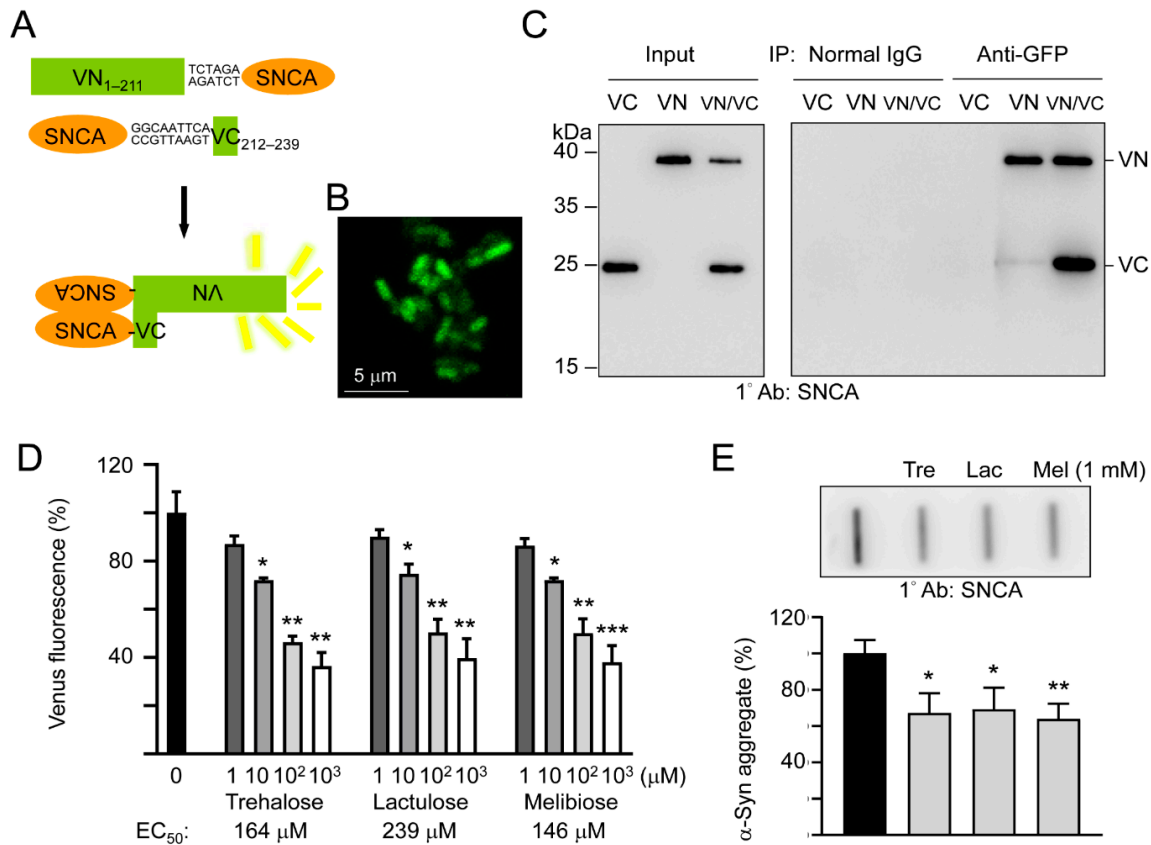 A
VN1–211
TCTAGA
AGATCT
SNCA
SNCA
GGCAATTCA
CCGTTAAGT
VC212–239
SNCA
VN
SNCA
VC
B
5 μm
C
Input
IP: Normal IgG
Anti-GFP
VC VN VN/VC
VC VN VN/VC
VC VN VN/VC
kDa
40
35
25
15
VN
VC
1° Ab: SNCA
D
Venus fluorescence (%)
120
80
40
* ** **
* ** **
* ** ***
0
1 10 10² 10³
1 10 10² 10³
1 10 10² 10³ (μM)
Trehalose
Lactulose
Melibiose
EC50:
164 μM
239 μM
146 μM
E
Tre Lac Mel (1 mM)
1° Ab: SNCA
α-Syn aggregate (%)
120
80
40
* * **